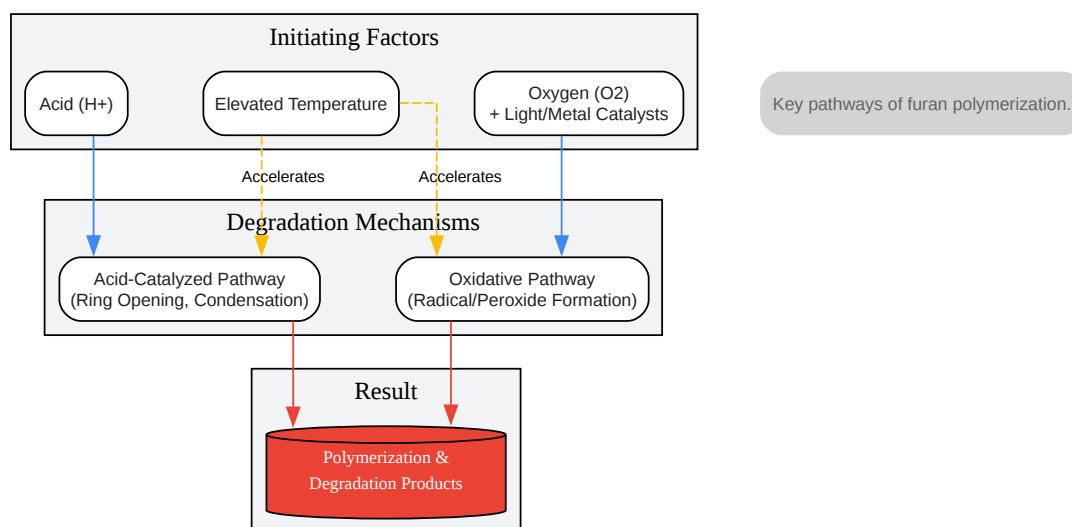 Initiating Factors
Acid (H+)
Elevated Temperature
Oxygen (O2)
+ Light/Metal Catalysts
Key pathways of furan polymerization.
Accelerates
Accelerates
Degradation Mechanisms
Acid-Catalyzed Pathway
(Ring Opening, Condensation)
Oxidative Pathway
(Radical/Peroxide Formation)
Result
Polymerization &
Degradation Products